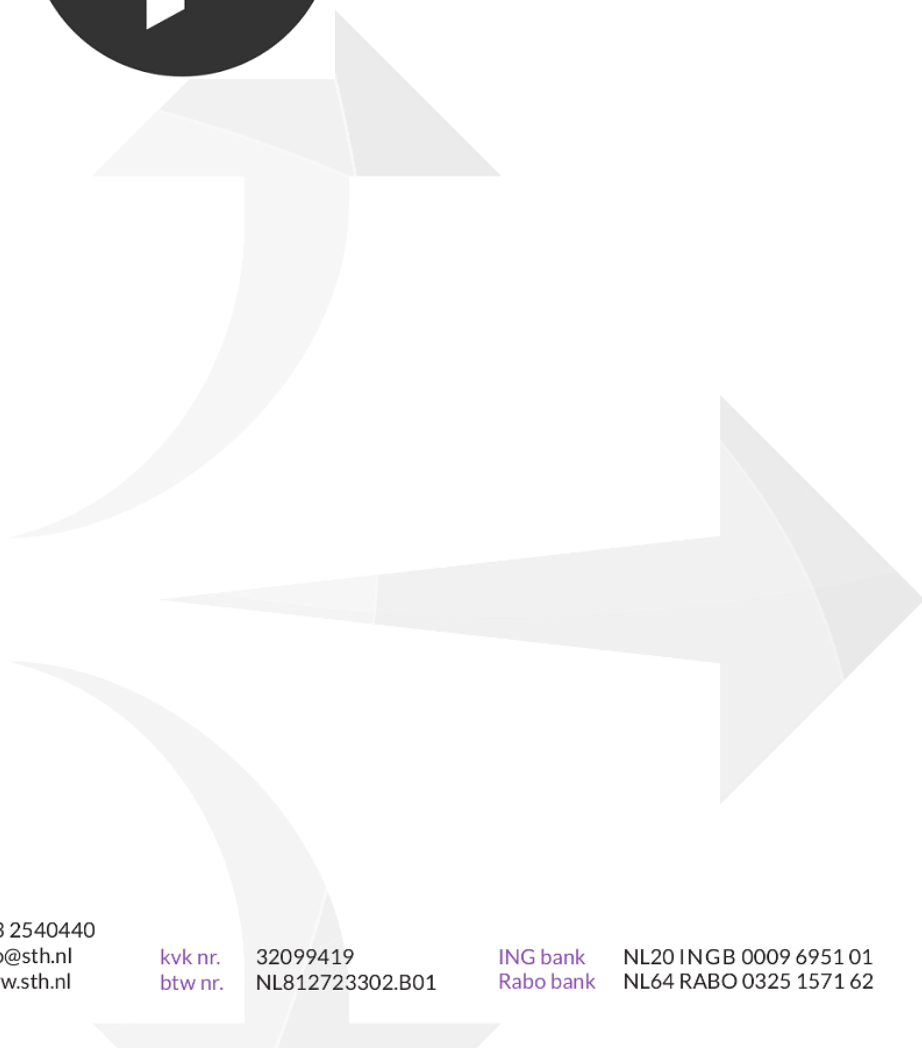 3 2540440
o@sth.nl
w.sth.nl
kvk nr. 32099419
btw nr. NL812723302.B01
ING bank NL20 INGB 0009 6951 01
Rabo bank NL64 RABO 0325 1571 62